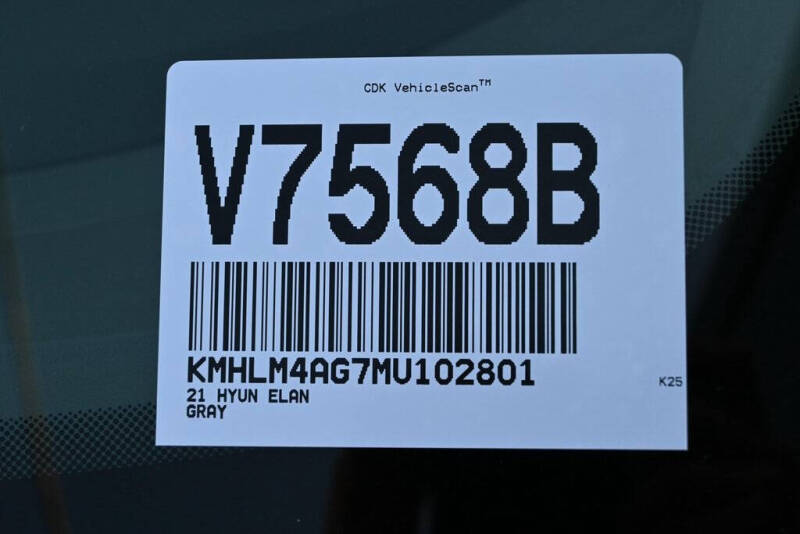 CDK VehicleScan™
V7568B
KMHLM4AG7MU102801
K25
21 HYUN ELAN
GRAY